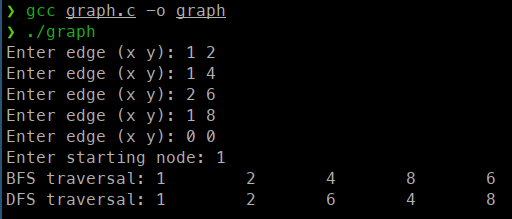 ❯ gcc graph.c -o graph
❯ ./graph
Enter edge (x y): 1 2
Enter edge (x y): 1 4
Enter edge (x y): 2 6
Enter edge (x y): 1 8
Enter edge (x y): 0 0
Enter starting node: 1
BFS traversal: 1 2 4 8 6
DFS traversal: 1 2 6 4 8